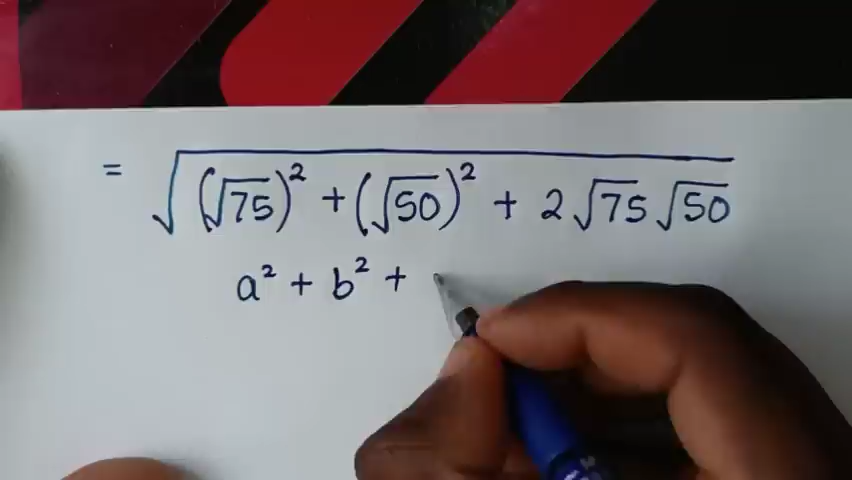 = √((√75)² + (√50)² + 2√75√50)
a² + b² +